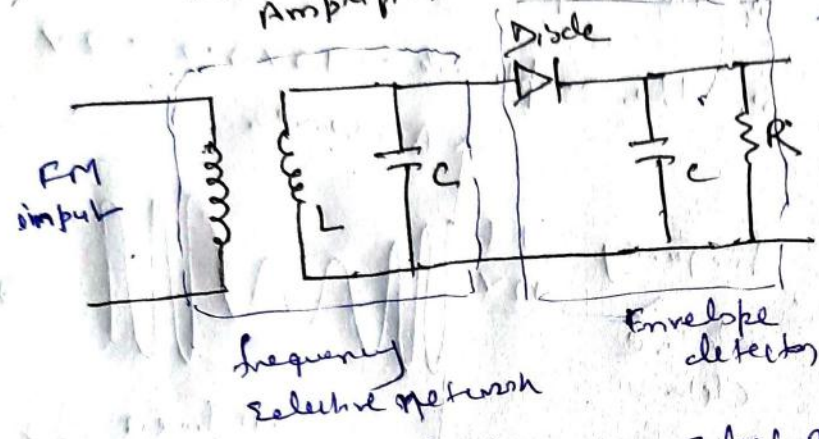 Diode
FM
input
L
C
C
R
Envelope
detector
frequency
Selective network